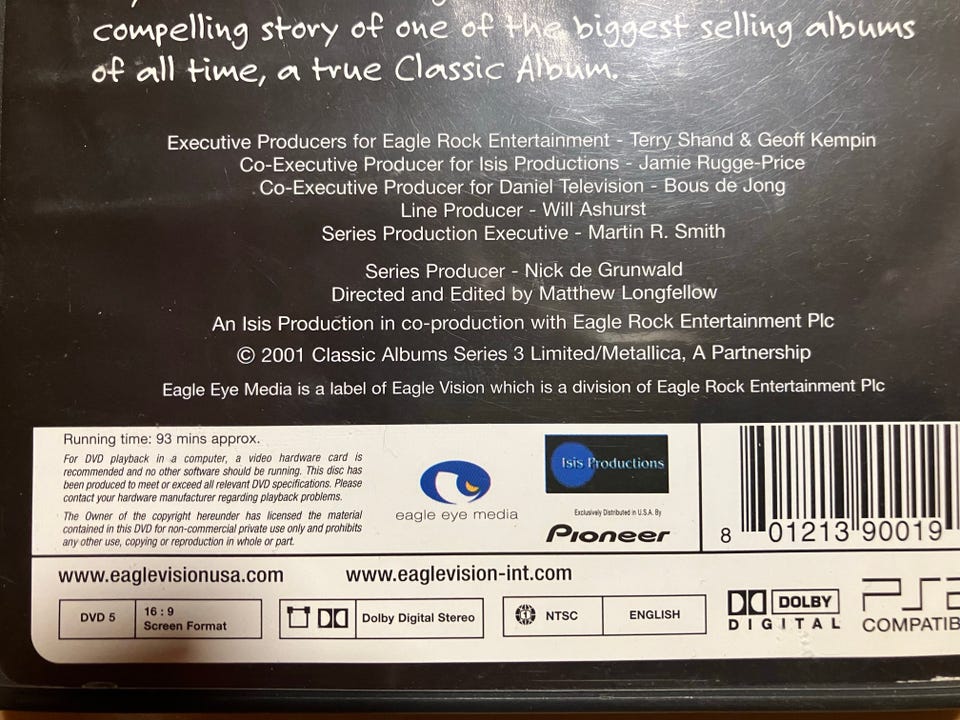 compelling story of one of the biggest selling albums
of all time, a true Classic Album.
Executive Producers for Eagle Rock Entertainment - Terry Shand & Geoff Kempin
Co-Executive Producer for Isis Productions - Jamie Rugge-Price
Co-Executive Producer for Daniel Television - Bous de Jong
Line Producer - Will Ashurst
Series Production Executive - Martin R. Smith
Series Producer - Nick de Grunwald
Directed and Edited by Matthew Longfellow
An Isis Production in co-production with Eagle Rock Entertainment Plc
© 2001 Classic Albums Series 3 Limited/Metallica, A Partnership
Eagle Eye Media is a label of Eagle Vision which is a division of Eagle Rock Entertainment Plc
Running time: 93 mins approx.
For DVD playback in a computer, a video hardware card is
recommended and no other software should be running. This disc has
been produced to meet or exceed all relevant DVD specifications. Please
contact your hardware manufacturer regarding playback problems.
The Owner of the copyright hereunder has licensed the material
contained in this DVD for non-commercial private use only and prohibits
any other use, copying or reproduction in whole or part.
eagle eye media
Isis Productions
Exclusively Distributed in U.S.A. By
Pioneer
8 01213 90019
www.eaglevisionusa.com www.eaglevision-int.com
DVD 5
16 : 9
Screen Format
Dolby Digital Stereo
1
NTSC
ENGLISH
DOLBY
DIGITAL
PS2
COMPATIB